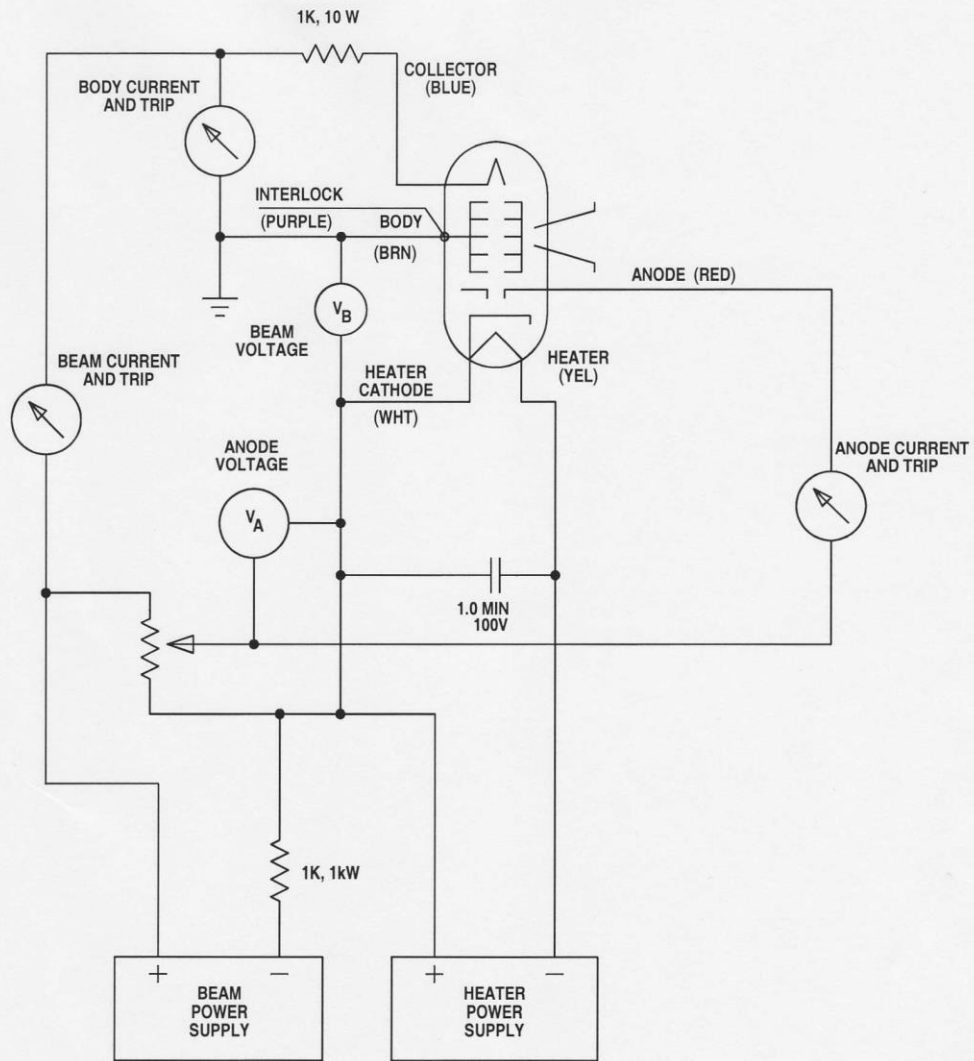 1K, 10 W
COLLECTOR
(BLUE)
BODY CURRENT
AND TRIP
INTERLOCK
(PURPLE)
BODY
(BRN)
ANODE (RED)
VB
BEAM
VOLTAGE
HEATER
(YEL)
BEAM CURRENT
AND TRIP
HEATER
CATHODE
(WHT)
ANODE
VOLTAGE
VA
ANODE CURRENT
AND TRIP
1.0 MIN
100V
1K, 1kW
+
−
+
−
BEAM
POWER
SUPPLY
HEATER
POWER
SUPPLY